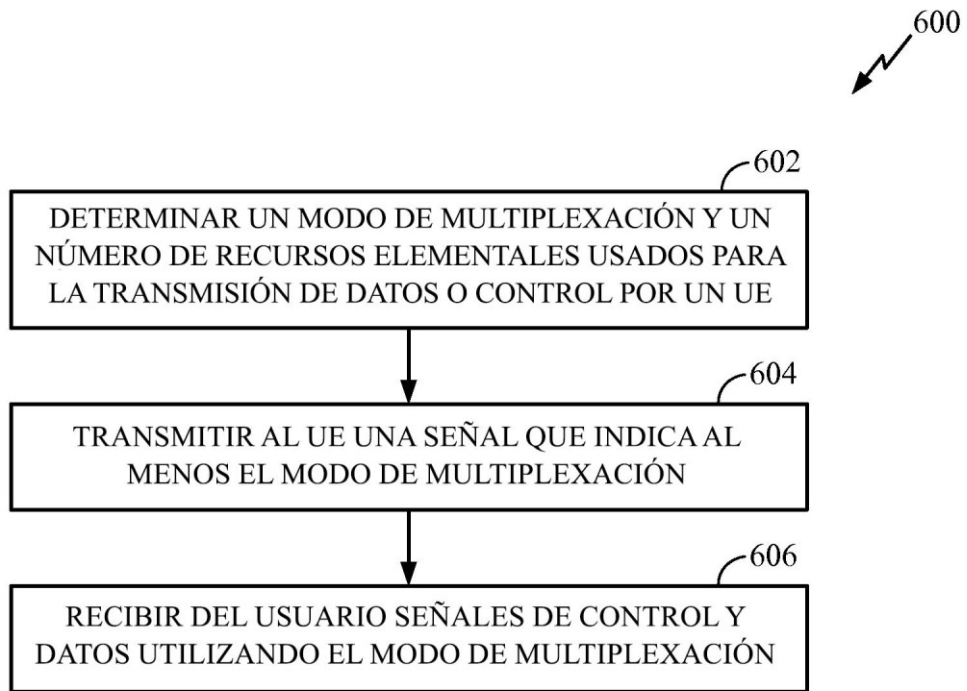 600
602
DETERMINAR UN MODO DE MULTIPLEXACIÓN Y UN
NÚMERO DE RECURSOS ELEMENTALES USADOS PARA
LA TRANSMISIÓN DE DATOS O CONTROL POR UN UE
604
TRANSMITIR AL UE UNA SEÑAL QUE INDICA AL
MENOS EL MODO DE MULTIPLEXACIÓN
606
RECIBIR DEL USUARIO SEÑALES DE CONTROL Y
DATOS UTILIZANDO EL MODO DE MULTIPLEXACIÓN